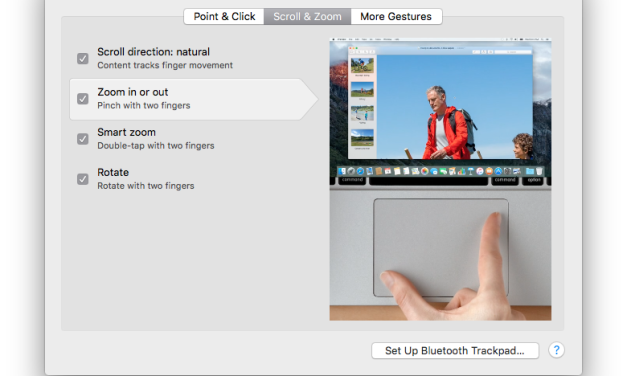 Point & Click Scroll & Zoom More Gestures
Scroll direction: natural
Content tracks finger movement
Zoom in or out
Pinch with two fingers
Smart zoom
Double-tap with two fingers
Rotate
Rotate with two fingers
command command option
Set Up Bluetooth Trackpad... ?